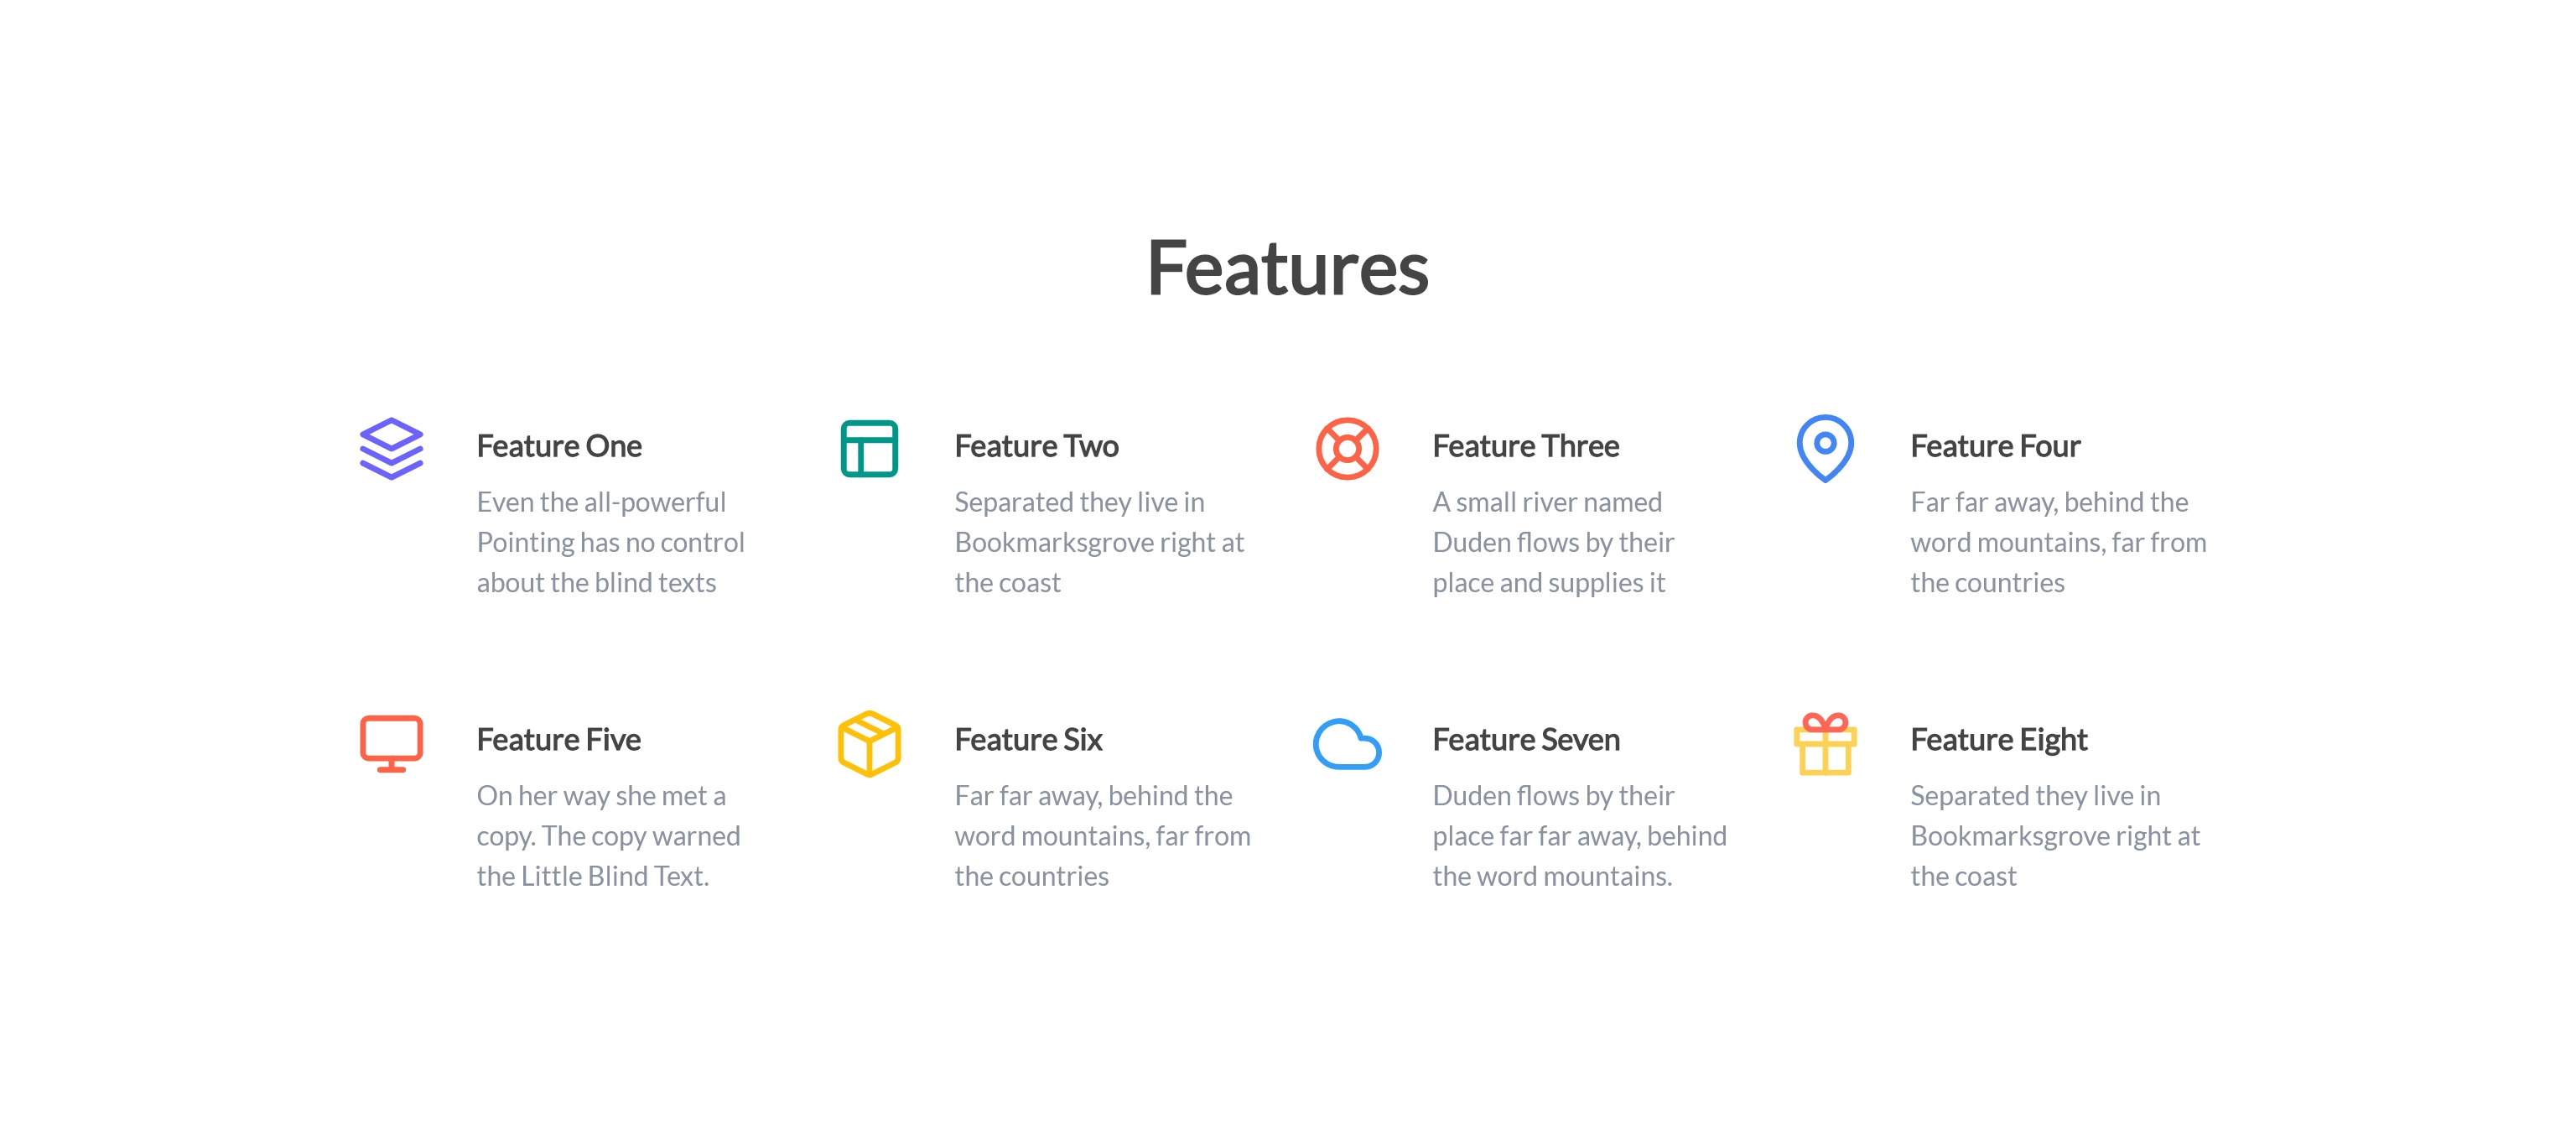 Features
Feature One
Even the all-powerful
Pointing has no control
about the blind texts
Feature Two
Separated they live in
Bookmarksgrove right at
the coast
Feature Three
A small river named
Duden flows by their
place and supplies it
Feature Four
Far far away, behind the
word mountains, far from
the countries
Feature Five
On her way she met a
copy. The copy warned
the Little Blind Text.
Feature Six
Far far away, behind the
word mountains, far from
the countries
Feature Seven
Duden flows by their
place far far away, behind
the word mountains.
Feature Eight
Separated they live in
Bookmarksgrove right at
the coast